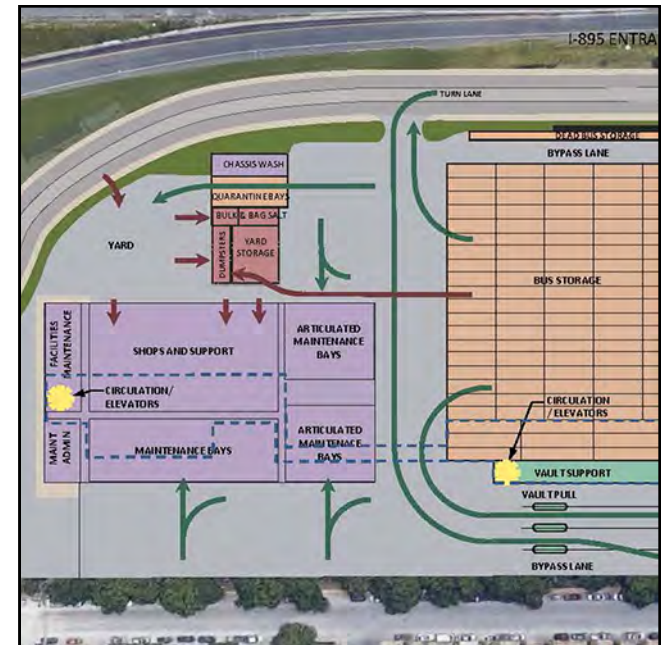 I-895 ENTRA
TURN LANE
DEAD BUS STORAGE
BYPASS LANE
CHASSIS WASH
QUARANTINE BAYS
BULK & BAG SALT
YARD
DUMPSTERS
YARD
STORAGE
BUS STORAGE
FACILITIES
MAINTENANCE
SHOPS AND SUPPORT
ARTICULATED
MAINTENANCE
BAYS
CIRCULATION/
ELEVATORS
CIRCULATION
/ELEVATORS
MAINT
ADMIN
MAINTENANCE BAYS
ARTICULATED
MAINTENACE
BAYS
VAULT SUPPORT
VAULT PULL
BYPASS LANE